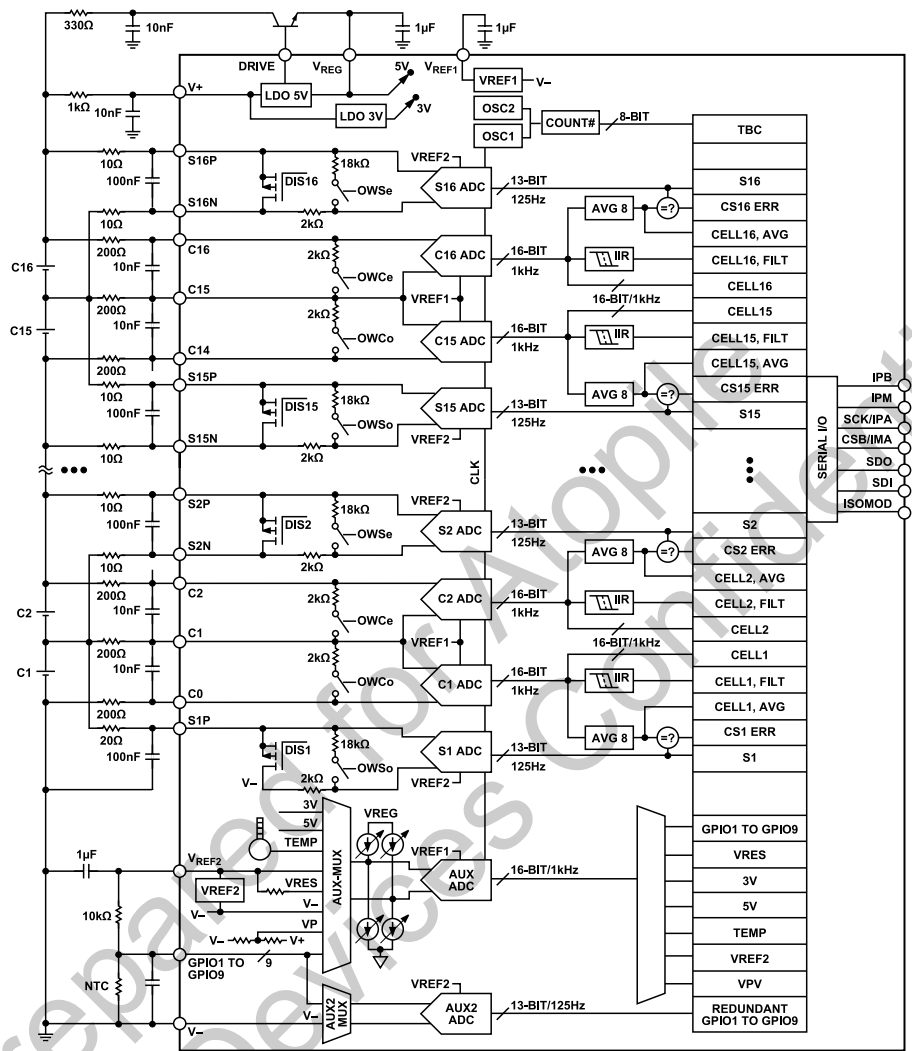 330Ω
10nF
1µF
1µF
DRIVE
VREG
VREF1
5V
V+
LDO 5V
VREF1
V–
1kΩ
10nF
LDO 3V
3V
OSC2
OSC1
COUNT#
8-BIT
TBC
10Ω
100nF
10Ω
S16P
S16N
DIS16
18kΩ
OWSe
2kΩ
VREF2
S16 ADC
13-BIT
125Hz
S16
AVG 8
=?
CS16 ERR
CELL16, AVG
200Ω
10nF
C16
C16
2kΩ
OWCe
C16 ADC
16-BIT
1kHz
IIR
CELL16, FILT
CELL16
200Ω
C15
C15
10nF
VREF1
2kΩ
OWCo
16-BIT/1kHz
CELL15
C15 ADC
16-BIT
1kHz
IIR
CELL15, FILT
200Ω
C14
CELL15, AVG
10Ω
100nF
10Ω
S15P
S15N
DIS15
18kΩ
OWSo
2kΩ
S15 ADC
VREF2
13-BIT
125Hz
AVG 8
=?
CS15 ERR
S15
CLK
SERIAL I/O
IPB
IPM
SCK/IPA
CSB/IMA
SDO
SDI
ISOMOD
10Ω
100nF
10Ω
S2P
S2N
DIS2
18kΩ
OWSe
2kΩ
VREF2
S2 ADC
13-BIT
125Hz
S2
AVG 8
=?
CS2 ERR
CELL2, AVG
200Ω
10nF
C2
C2
2kΩ
OWCe
C2 ADC
16-BIT
1kHz
IIR
CELL2, FILT
CELL2
200Ω
C1
C1
10nF
VREF1
2kΩ
OWCo
16-BIT/1kHz
CELL1
C1 ADC
16-BIT
1kHz
IIR
CELL1, FILT
200Ω
C0
CELL1, AVG
20Ω
100nF
S1P
DIS1
V–
18kΩ
OWSo
2kΩ
S1 ADC
VREF2
13-BIT
125Hz
AVG 8
=?
CS1 ERR
S1
3V
5V
TEMP
VREG
1µF
VREF2
VREF2
VRES
V–
AUX-MUX
VREF1
AUX
ADC
16-BIT/1kHz
GPIO1 TO GPIO9
VRES
3V
5V
TEMP
VREF2
VPV
10kΩ
VP
V–
V+
GPIO1 TO
GPIO9
9
NTC
V–
V–
AUX2
MUX
VREF2
AUX2
ADC
13-BIT/125Hz
REDUNDANT
GPIO1 TO GPIO9
repared for Atopile
Devices Confident